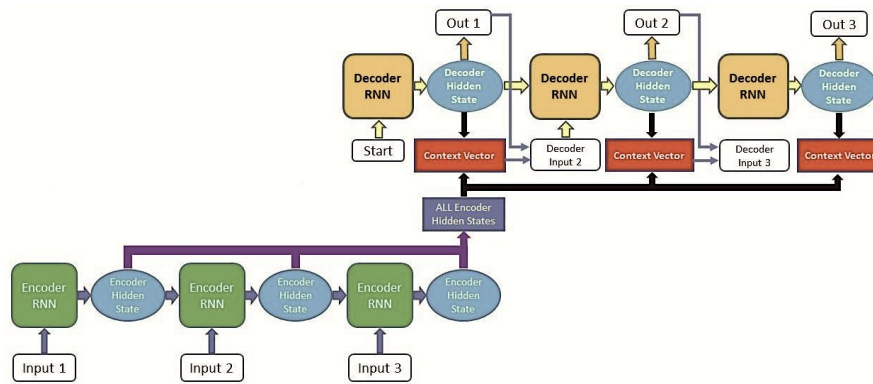 Out 1
Out 2
Out 3
Decoder
RNN
Decoder
Hidden
State
Decoder
RNN
Decoder
Hidden
State
Decoder
RNN
Decoder
Hidden
State
Start
Context Vector
Decoder
Input 2
Context Vector
Decoder
Input 3
Context Vector
ALL Encoder
Hidden States
Encoder
RNN
Encoder
Hidden
State
Encoder
RNN
Encoder
Hidden
State
Encoder
RNN
Encoder
Hidden
State
Input 1
Input 2
Input 3